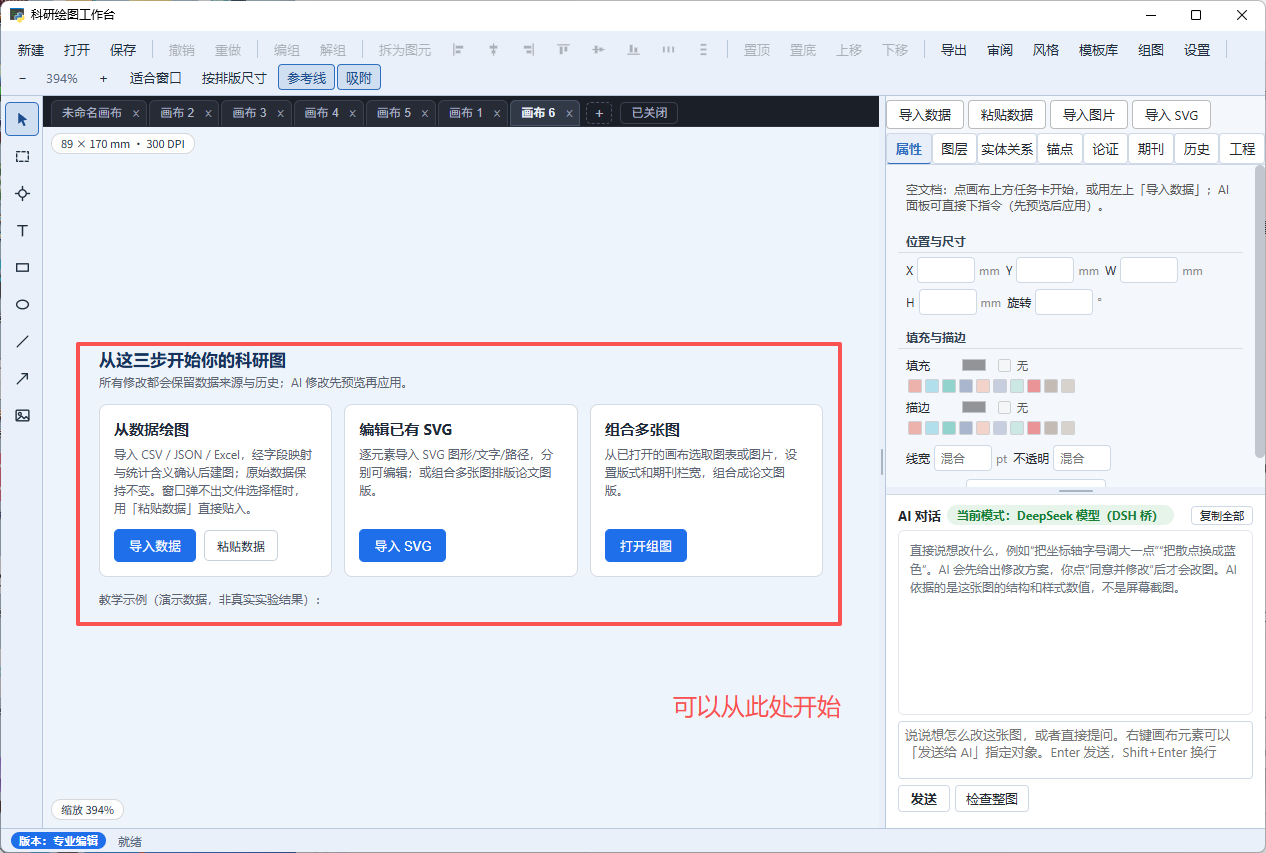 科研绘图工作台
新建 打开 保存 撤销 重做 编组 解组 拆为图元 置顶 置底 上移 下移 导出 审阅 风格 模板库 组图 设置
− 394% + 适合窗口 按排版尺寸 参考线 吸附
未命名画布 × 画布 2 × 画布 3 × 画布 4 × 画布 5 × 画布 1 × 画布 6 × + 已关闭
89 × 170 mm · 300 DPI
从这三步开始你的科研图
所有修改都会保留数据来源与历史；AI 修改先预览再应用。
从数据绘图
导入 CSV / JSON / Excel，经字段映射
与统计含义确认后建图；原始数据保
持不变。窗口弹不出文件选择框时，
用「粘贴数据」直接贴入。
导入数据 粘贴数据
编辑已有 SVG
逐元素导入 SVG 图形/文字/路径，分
别可编辑；或组合多张图排版论文图
版。
导入 SVG
组合多张图
从已打开的画布选取图表或图片，设
置版式和期刊栏宽，组合成论文图
版。
打开组图
教学示例（演示数据，非真实实验结果）：
可以从此处开始
缩放 394%
导入数据 粘贴数据 导入图片 导入 SVG
属性 图层 实体关系 锚点 论证 期刊 历史 工程
空文档：点画布上方任务卡开始，或用左上「导入数据」；AI
面板可直接下指令（先预览后应用）。
位置与尺寸
X mm Y mm W mm
H mm 旋转 °
填充与描边
填充 无
描边 无
线宽 混合 pt 不透明 混合
AI 对话 当前模式：DeepSeek 模型（DSH 桥） 复制全部
直接说想改什么，例如“把坐标轴字号调大一点”“把散点换成蓝
色”。AI 会先给出修改方案，你点“同意并修改”后才会改图。AI
依据的是这张图的结构和样式数值，不是屏幕截图。
说说想怎么改这张图，或者直接提问。右键画布元素可以
「发送给 AI」指定对象。Enter 发送，Shift+Enter 换行
发送 检查整图
版本：专业编辑 就绪